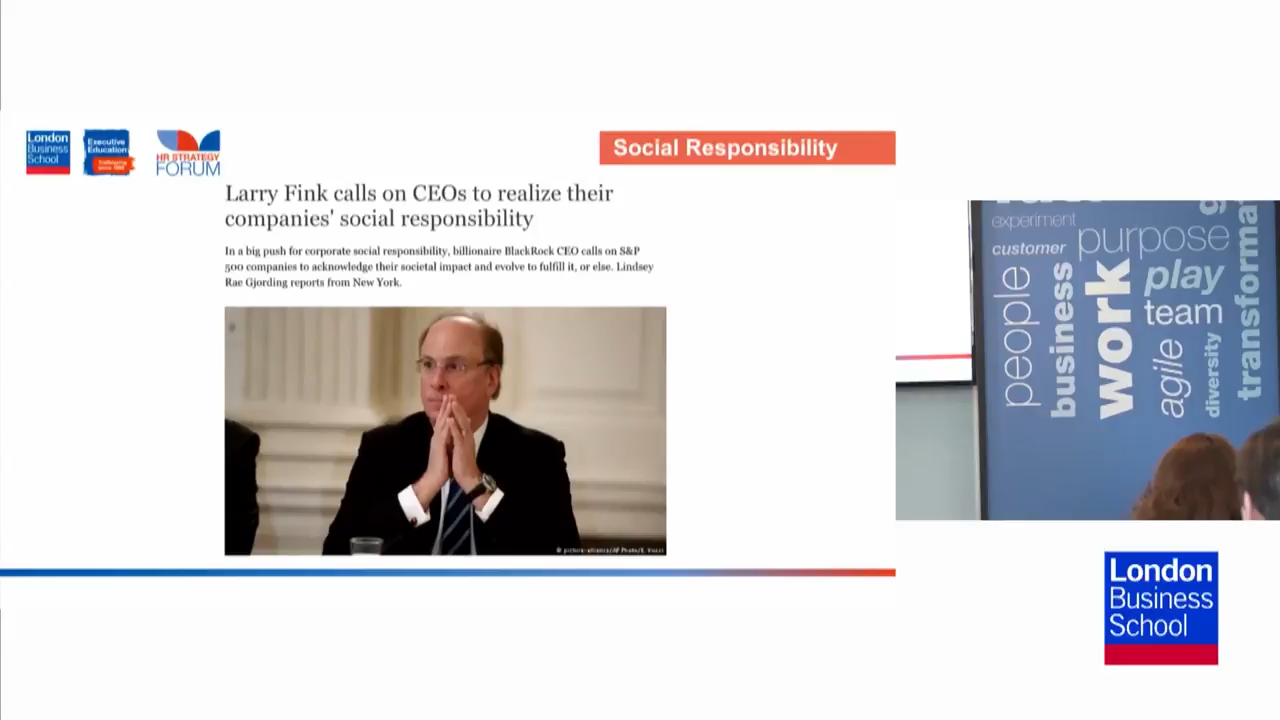 London
Business
School
Executive
Education
HR STRATEGY
FORUM
Social Responsibility
Larry Fink calls on CEOs to realize their
companies' social responsibility
In a big push for corporate social responsibility, billionaire BlackRock CEO calls on S&P
500 companies to acknowledge their societal impact and evolve to fulfill it, or else. Lindsey
Rae Gjording reports from New York.
experiment
customer
purpose
people
business
work
play
team
agile
diversity
transforma
London
Business
School